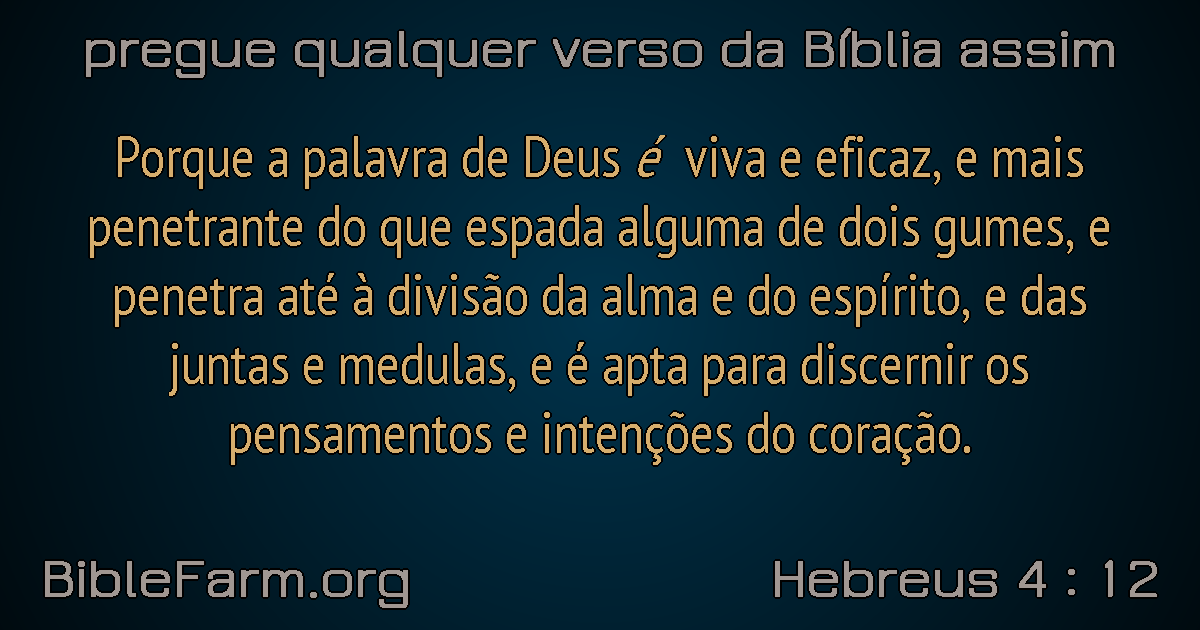 pregue qualquer verso da Bíblia assim
Porque a palavra de Deus é viva e eficaz, e mais
penetrante do que espada alguma de dois gumes, e
penetra até à divisão da alma e do espírito, e das
juntas e medulas, e é apta para discernir os
pensamentos e intenções do coração.
BibleFarm.org
Hebreus 4 : 12